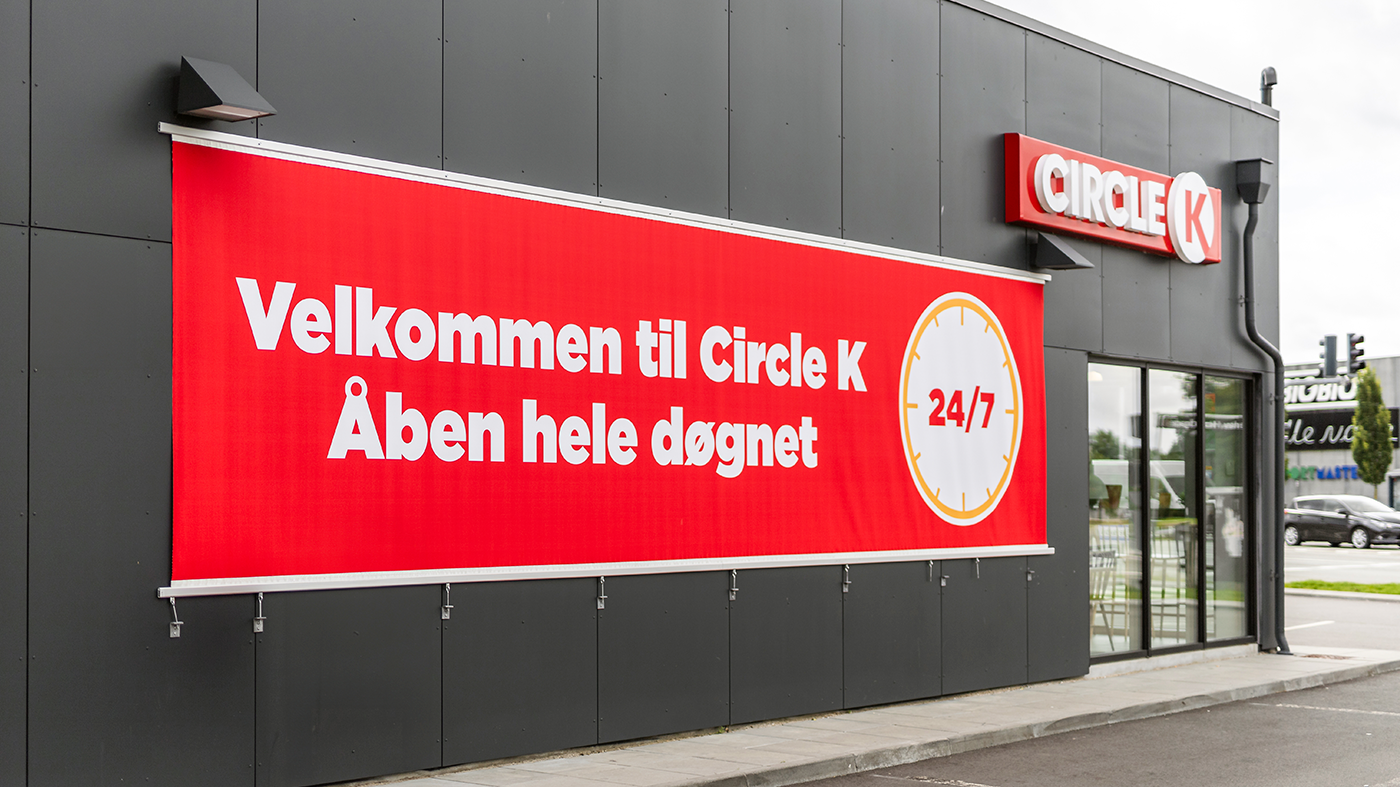 Velkommen til Circle K
Åben hele døgnet
24/7
CIRCLE K